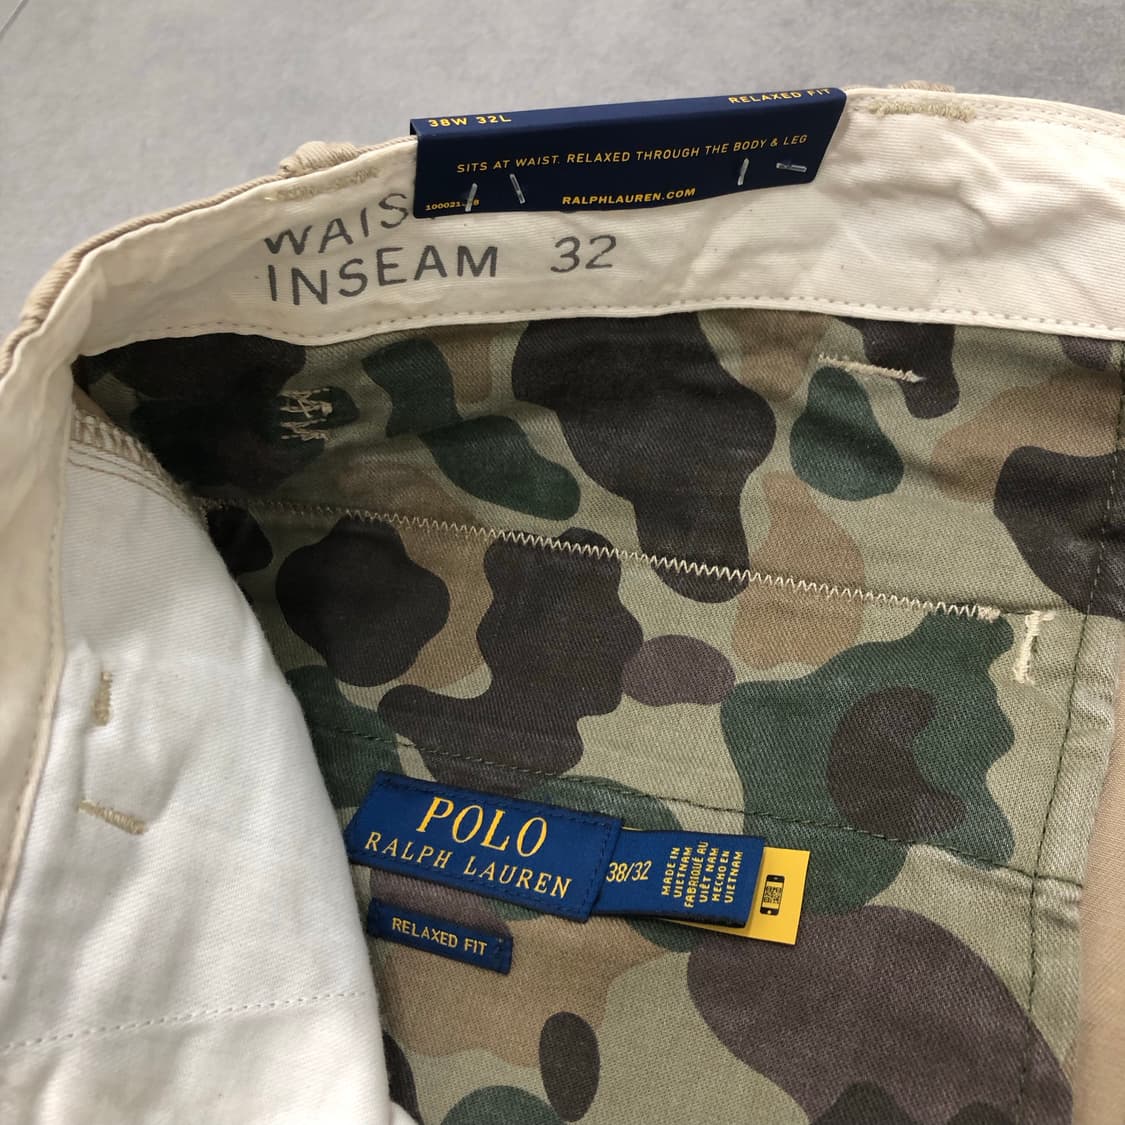 38W 32L
RELAXED FIT
SITS AT WAIST. RELAXED THROUGH THE BODY & LEG
RALPHLAUREN.COM
INSEAM 32
POLO
RALPH LAUREN
38/32
MADE IN
VIETNAM
FABRIQUÉ AU
VIÊT NAM
HECHO EN
VIETNAM
RELAXED FIT